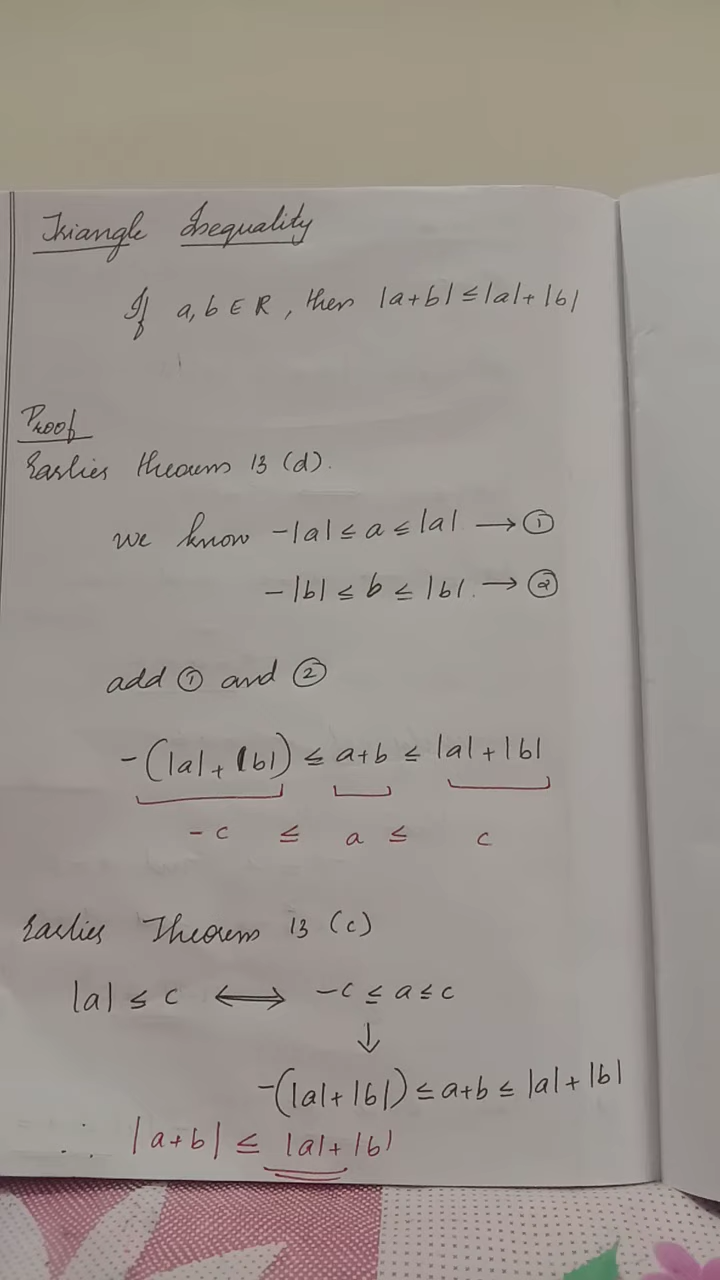 Triangle Inequality
If a, b ∈ R, then |a+b| ≤ |a| + |b|
Proof
Earlier theorem 13 (d).
we know -|a| ≤ a ≤ |a| → ①
-|b| ≤ b ≤ |b|. → ②
add ① and ②
-(|a| + |b|) ≤ a+b ≤ |a| + |b|
-c ≤ a ≤ c
Earlier Theorem 13 (c)
|a| ≤ c ⟺ -c ≤ a ≤ c
↓
-(|a| + |b|) ≤ a+b ≤ |a| + |b|
∴ |a+b| ≤ |a| + |b|